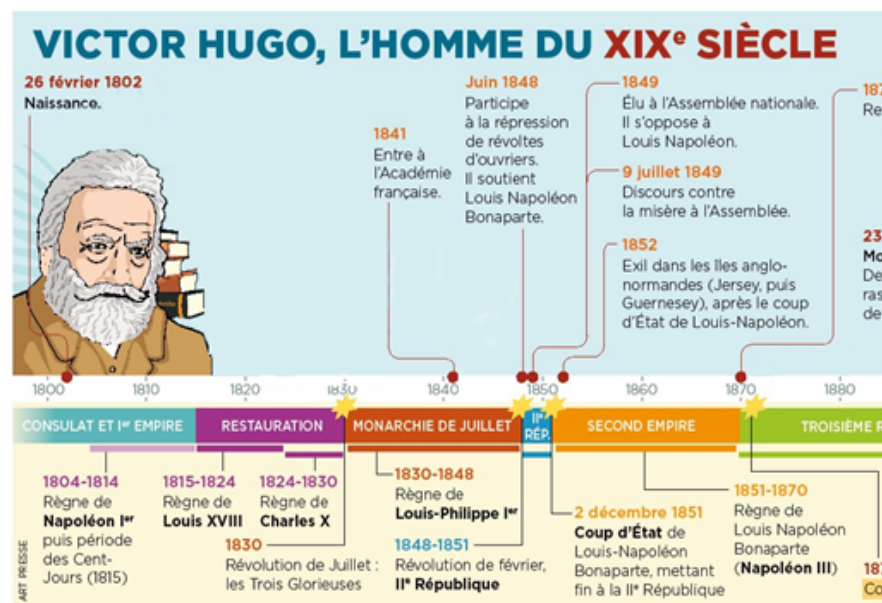 VICTOR HUGO, L'HOMME DU XIXᵉ SIÈCLE
26 février 1802
Naissance.
1841
Entre à
l'Académie
française.
Juin 1848
Participe
à la répression
de révoltes
d'ouvriers.
Il soutient
Louis Napoléon
Bonaparte.
1849
Élu à l'Assemblée nationale.
Il s'oppose à
Louis Napoléon.
9 juillet 1849
Discours contre
la misère à l'Assemblée.
1852
Exil dans les îles anglo-
normandes (Jersey, puis
Guernesey), après le coup
d'État de Louis-Napoléon.
1800 1810 1820 1830 1840 1850 1860 1870 1880
CONSULAT ET Iᵉʳ EMPIRE
RESTAURATION
MONARCHIE DE JUILLET
IIᵉ
RÉP.
SECOND EMPIRE
TROISIÈME
1804-1814
Règne de
Napoléon Iᵉʳ
puis période
des Cent-
Jours (1815)
1815-1824
Règne de
Louis XVIII
1824-1830
Règne de
Charles X
1830
Révolution de Juillet :
les Trois Glorieuses
1830-1848
Règne de
Louis-Philippe Iᵉʳ
1848-1851
Révolution de février,
IIᵉ République
2 décembre 1851
Coup d'État de
Louis-Napoléon
Bonaparte, mettant
fin à la IIᵉ République
1851-1870
Règne de
Louis Napoléon
Bonaparte
(Napoléon III)
ART PRESSE